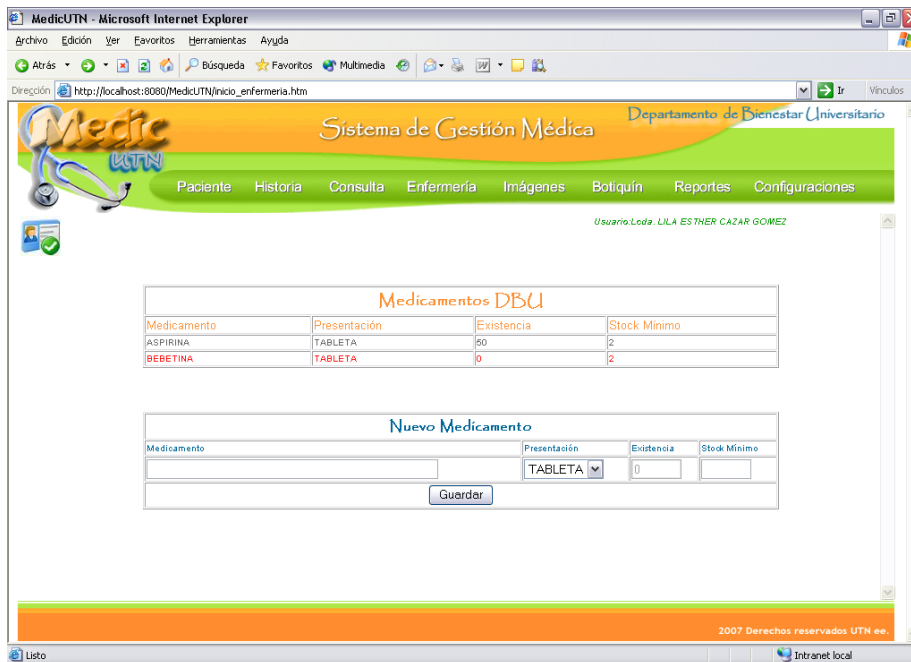 MedicUTN - Microsoft Internet Explorer
Archivo Edición Ver Favoritos Herramientas Ayuda
Atrás Búsqueda Favoritos Multimedia
Dirección http://localhost:8080/MedicUTN/inicio_enfermeria.htm Ir Vínculos
Medic UTN
Sistema de Gestión Médica
Departamento de Bienestar Universitario
Paciente Historia Consulta Enfermería Imágenes Botiquín Reportes Configuraciones
Usuario:Lcda. LILA ESTHER CAZAR GOMEZ
Medicamentos DBU
Medicamento Presentación Existencia Stock Mínimo
ASPIRINA TABLETA 50 2
BEBETINA TABLETA 0 2
Nuevo Medicamento
Medicamento Presentación Existencia Stock Mínimo
TABLETA 0
Guardar
2007 Derechos reservados UTN ee.
Listo Intranet local